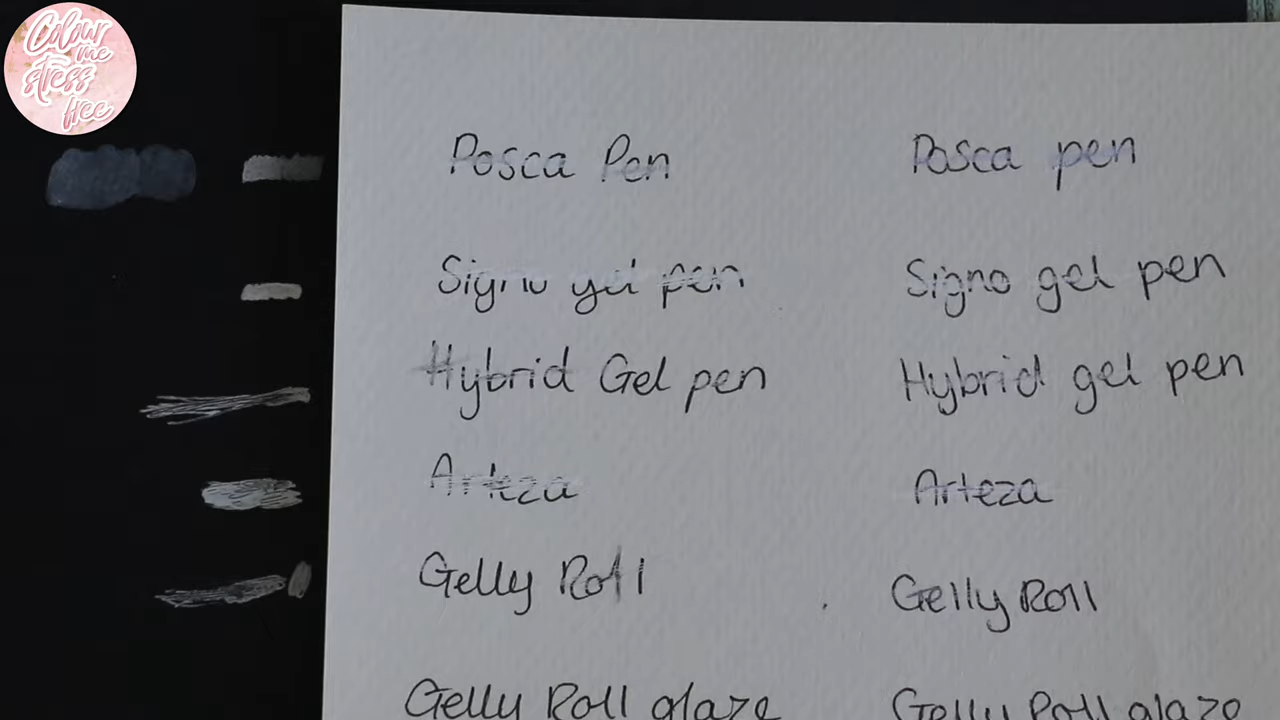 Colour
me
stress
free
Posca Pen
Posca pen
Signo gel pen
Signo gel pen
Hybrid Gel pen
Hybrid gel pen
Arteza
Arteza
Gelly Roll
Gelly Roll
Gelly Roll glaze
Gelly Roll glaze